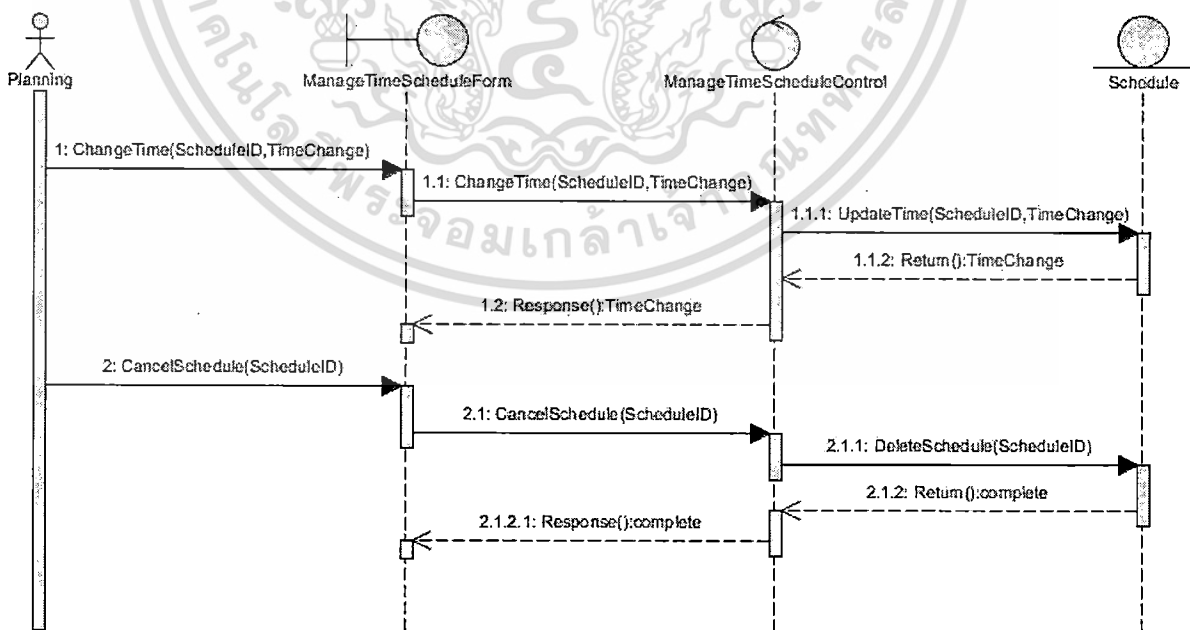 Planning
ManageTimeScheduleForm
ManageTimeScheduleControl
Schedule
1: ChangeTime(ScheduleID,TimeChange)
1.1: ChangeTime(ScheduleID,TimeChange)
1.1.1: UpdateTime(ScheduleID,TimeChange)
1.1.2: Return():TimeChange
1.2: Response():TimeChange
2: CancelSchedule(ScheduleID)
2.1: CancelSchedule(ScheduleID)
2.1.1: DeleteSchedule(ScheduleID)
2.1.2: Return():complete
2.1.2.1: Response():complete